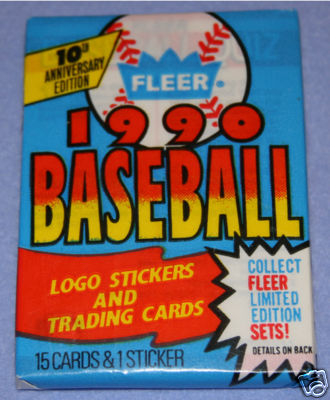 10TH
ANNIVERSARY
EDITION
FLEER
1990
BASEBALL
LOGO STICKERS
AND
TRADING CARDS
COLLECT
FLEER
LIMITED
EDITION
SETS!
DETAILS ON BACK
15 CARDS & 1 STICKER